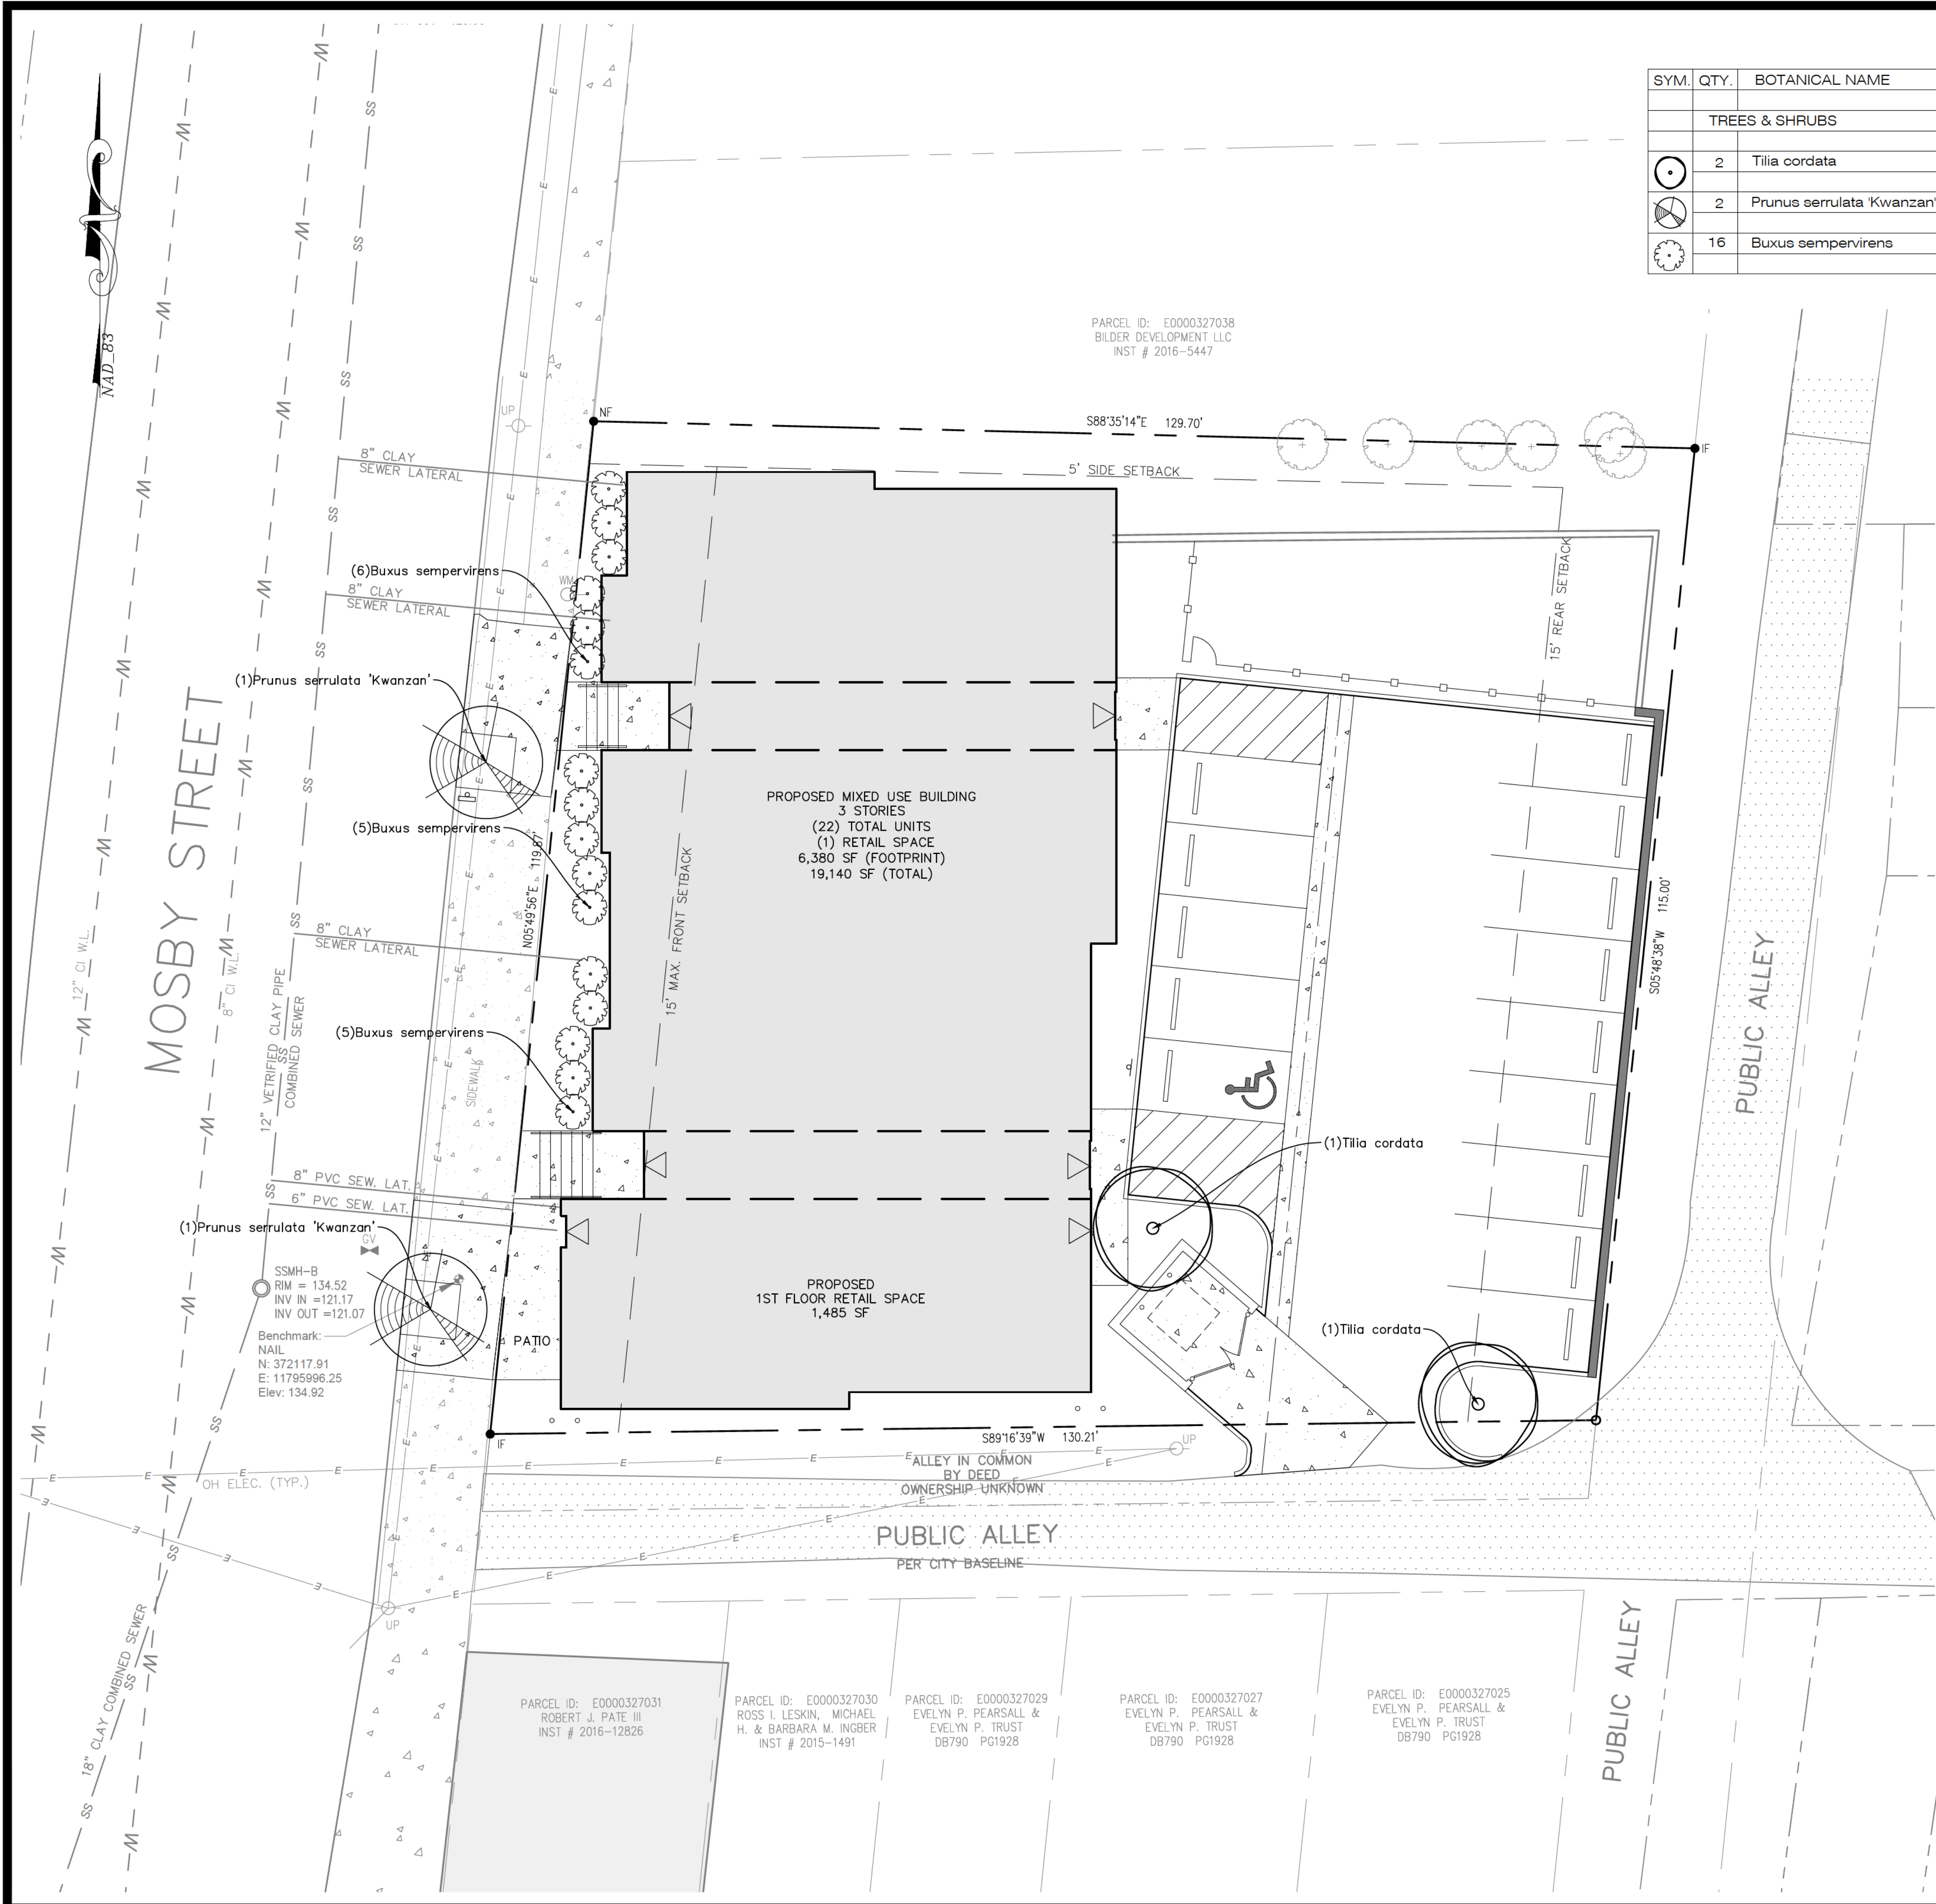 SYM. QTY. BOTANICAL NAME
TREES & SHRUBS
2 Tilia cordata
2 Prunus serrulata 'Kwanzan'
16 Buxus sempervirens
NAD_83
PARCEL ID: E0000327038
BILDER DEVELOPMENT LLC
INST # 2016-5447
UP
NF
S88°35'14"E 129.70'
IF
8" CLAY
SEWER LATERAL
5' SIDE SETBACK
15' REAR SETBACK
(6)Buxus sempervirens
WM
8" CLAY
SEWER LATERAL
(1)Prunus serrulata 'Kwanzan'
MOSBY STREET
P
(5)Buxus sempervirens
N05°49'56"E 119.87'
15' MAX. FRONT SETBACK
PROPOSED MIXED USE BUILDING
3 STORIES
(22) TOTAL UNITS
(1) RETAIL SPACE
6,380 SF (FOOTPRINT)
19,140 SF (TOTAL)
S05°48'38"W 115.00'
PUBLIC ALLEY
12" CI W.L.
8" CI W.L.
8" CLAY
SEWER LATERAL
12" VETRIFIED CLAY PIPE
COMBINED SEWER
(5)Buxus sempervirens
SIDEWALK
(1)Tilia cordata
8" PVC SEW. LAT.
6" PVC SEW. LAT.
(1)Prunus serrulata 'Kwanzan'
GV
SSMH-B
RIM = 134.52
INV IN =121.17
INV OUT =121.07
Benchmark:
NAIL
N: 372117.91
E: 11795996.25
Elev: 134.92
PATIO
PROPOSED
1ST FLOOR RETAIL SPACE
1,485 SF
(1)Tilia cordata
IF
S89°16'39"W 130.21'
UP
OH ELEC. (TYP.)
ALLEY IN COMMON
BY DEED
OWNERSHIP UNKNOWN
PUBLIC ALLEY
PER CITY BASELINE
UP
18" CLAY COMBINED SEWER
PARCEL ID: E0000327031
ROBERT J. PATE III
INST # 2016-12826
PARCEL ID: E0000327030
ROSS I. LESKIN, MICHAEL
H. & BARBARA M. INGBER
INST # 2015-1491
PARCEL ID: E0000327029
EVELYN P. PEARSALL &
EVELYN P. TRUST
DB790 PG1928
PARCEL ID: E0000327027
EVELYN P. PEARSALL &
EVELYN P. TRUST
DB790 PG1928
PARCEL ID: E0000327025
EVELYN P. PEARSALL &
EVELYN P. TRUST
DB790 PG1928
PUBLIC ALLEY